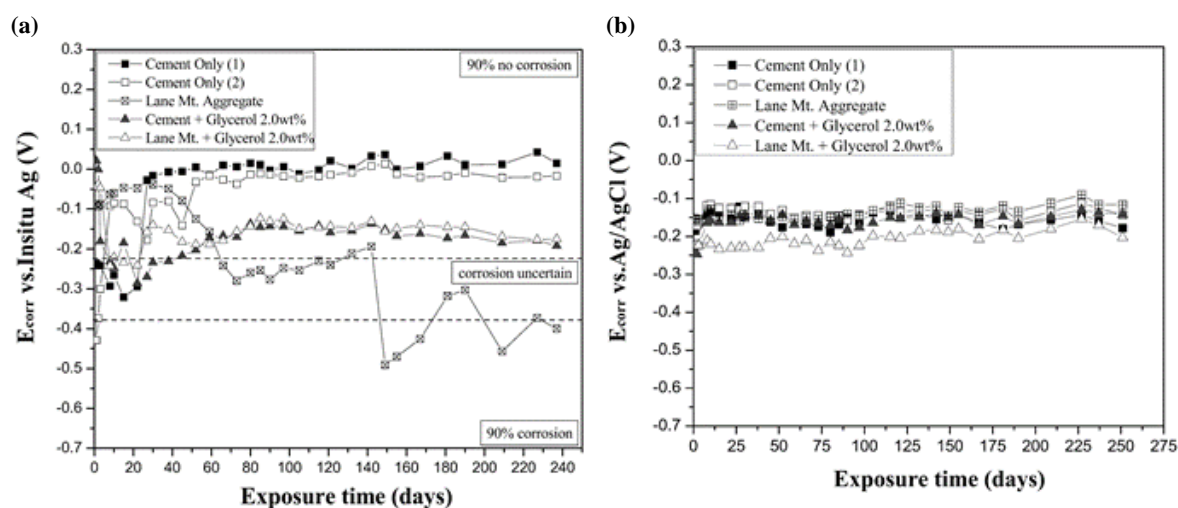 (a)
0.3
0.2
0.1
0.0
-0.1
-0.2
-0.3
-0.4
-0.5
-0.6
-0.7
Ecorr vs.Insitu Ag (V)
Cement Only (1)
Cement Only (2)
Lane Mt. Aggregate
Cement + Glycerol 2.0wt%
Lane Mt. + Glycerol 2.0wt%
90% no corrosion
corrosion uncertain
90% corrosion
0 20 40 60 80 100 120 140 160 180 200 220 240
Exposure time (days)
(b)
0.3
0.2
0.1
0.0
-0.1
-0.2
-0.3
-0.4
-0.5
-0.6
-0.7
Ecorr vs.Ag/AgCl (V)
Cement Only (1)
Cement Only (2)
Lane Mt. Aggregate
Cement + Glycerol 2.0wt%
Lane Mt. + Glycerol 2.0wt%
0 25 50 75 100 125 150 175 200 225 250 275
Exposure time (days)